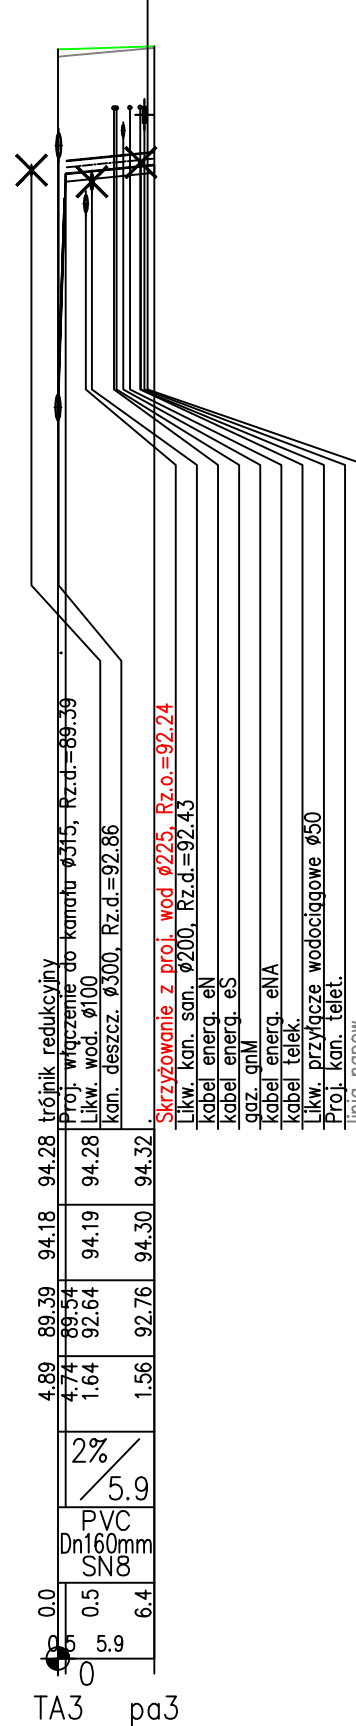 trójnik redukcyjny
Proj. włączenie do kanału ø315, Rz.d.=89.39
Likw. wod. ø100
kan. deszcz. ø300, Rz.d.=92.86
Skrzyżowanie z proj. wod ø225, Rz.o.=92.24
Likw. kan. san. ø200, Rz.d.=92.43
kabel energ. eN
kabel energ. eS
gaz. gnM
kabel energ. eNA
kabel telek.
Likw. przyłącze wodociągowe ø50
Proj. kan. telet.
94.28 94.28 94.32
94.18 94.19 94.30
89.39 89.54 92.64 92.76
4.89 4.74 1.64 1.56
2%
5.9
PVC
Dn160mm
SN8
0.0 0.5 6.4
0.5 5.9
0
TA3 pa3